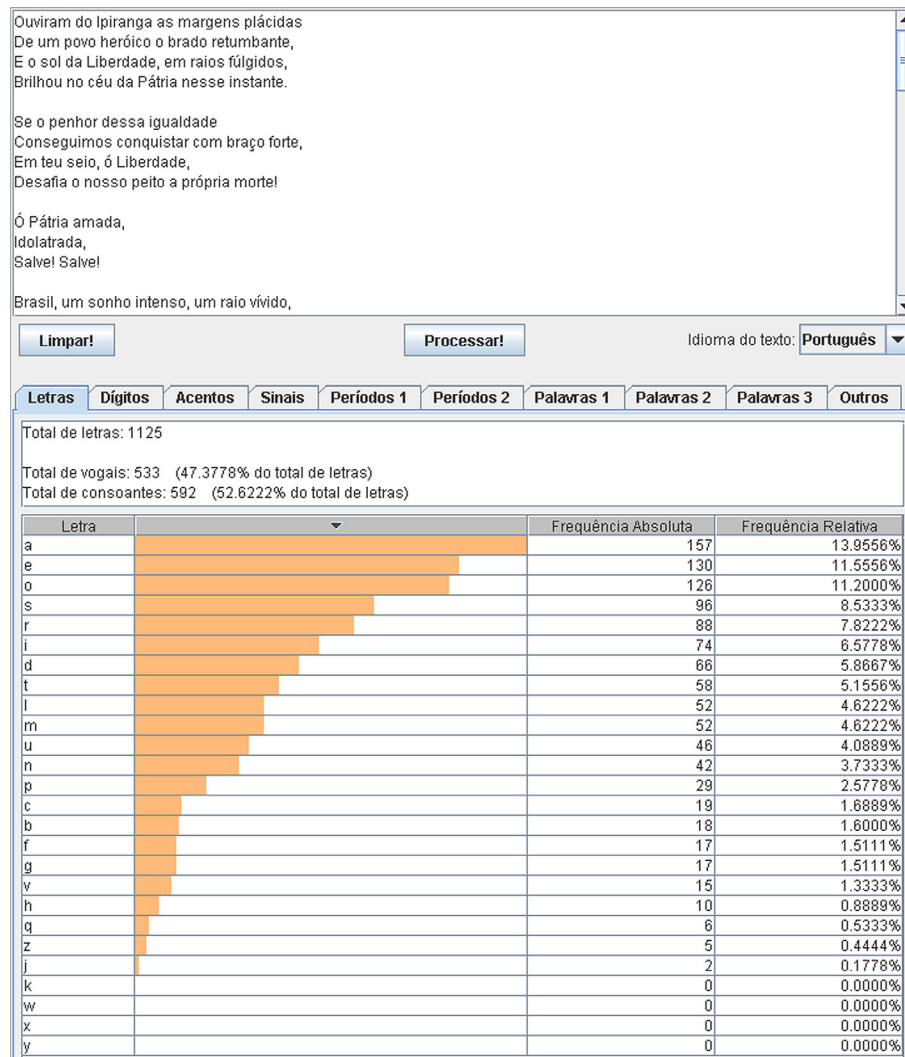 Ouviram do Ipiranga as margens plácidas
De um povo heróico o brado retumbante,
E o sol da Liberdade, em raios fúlgidos,
Brilhou no céu da Pátria nesse instante.
Se o penhor dessa igualdade
Conseguimos conquistar com braço forte,
Em teu seio, ó Liberdade,
Desafia o nosso peito a própria morte!
Ó Pátria amada,
Idolatrada,
Salve! Salve!
Brasil, um sonho intenso, um raio vívido,
Limpar! Processar! Idioma do texto: Português
Letras Dígitos Acentos Sinais Períodos 1 Períodos 2 Palavras 1 Palavras 2 Palavras 3 Outros
Total de letras: 1125
Total de vogais: 533 (47.3778% do total de letras)
Total de consoantes: 592 (52.6222% do total de letras)
Letra Frequência Absoluta Frequência Relativa
a 157 13.9556%
e 130 11.5556%
o 126 11.2000%
s 96 8.5333%
r 88 7.8222%
i 74 6.5778%
d 66 5.8667%
t 58 5.1556%
l 52 4.6222%
m 52 4.6222%
u 46 4.0889%
n 42 3.7333%
p 29 2.5778%
c 19 1.6889%
b 18 1.6000%
f 17 1.5111%
g 17 1.5111%
v 15 1.3333%
h 10 0.8889%
q 6 0.5333%
z 5 0.4444%
j 2 0.1778%
k 0 0.0000%
w 0 0.0000%
x 0 0.0000%
y 0 0.0000%